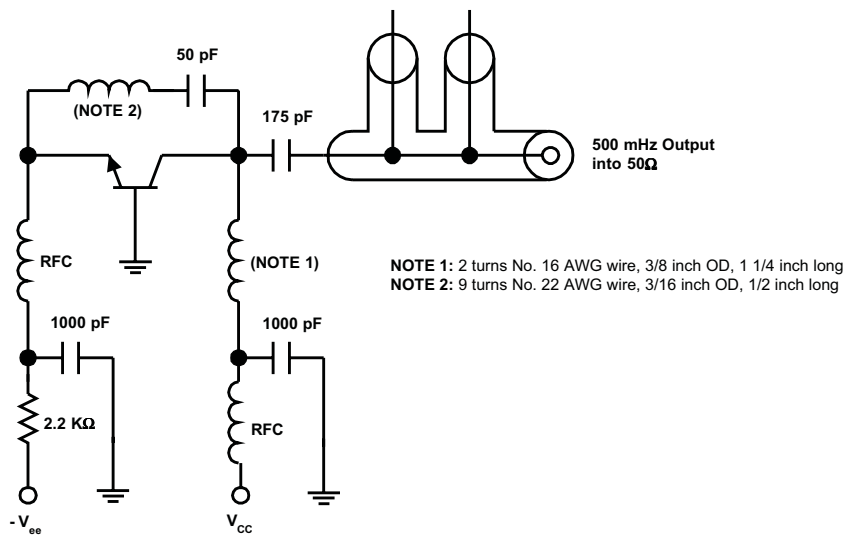 50 pF
(NOTE 2)
175 pF
500 mHz Output
into 50Ω
RFC
(NOTE 1)
NOTE 1: 2 turns No. 16 AWG wire, 3/8 inch OD, 1 1/4 inch long
NOTE 2: 9 turns No. 22 AWG wire, 3/16 inch OD, 1/2 inch long
1000 pF
1000 pF
2.2 KΩ
RFC
- Vee
VCC